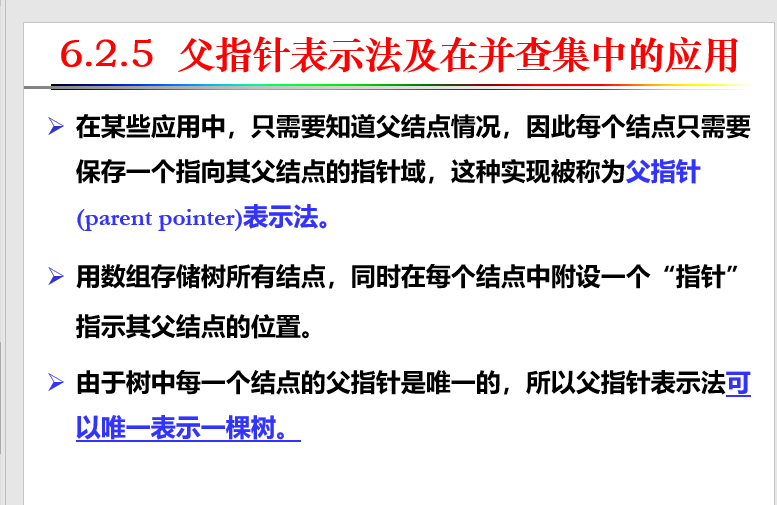 6.2.5 父指针表示法及在并查集中的应用
在某些应用中，只需要知道父结点情况，因此每个结点只需要
保存一个指向其父结点的指针域，这种实现被称为父指针
(parent pointer)表示法。
用数组存储树所有结点，同时在每个结点中附设一个“指针”
指示其父结点的位置。
由于树中每一个结点的父指针是唯一的，所以父指针表示法可
以唯一表示一棵树。